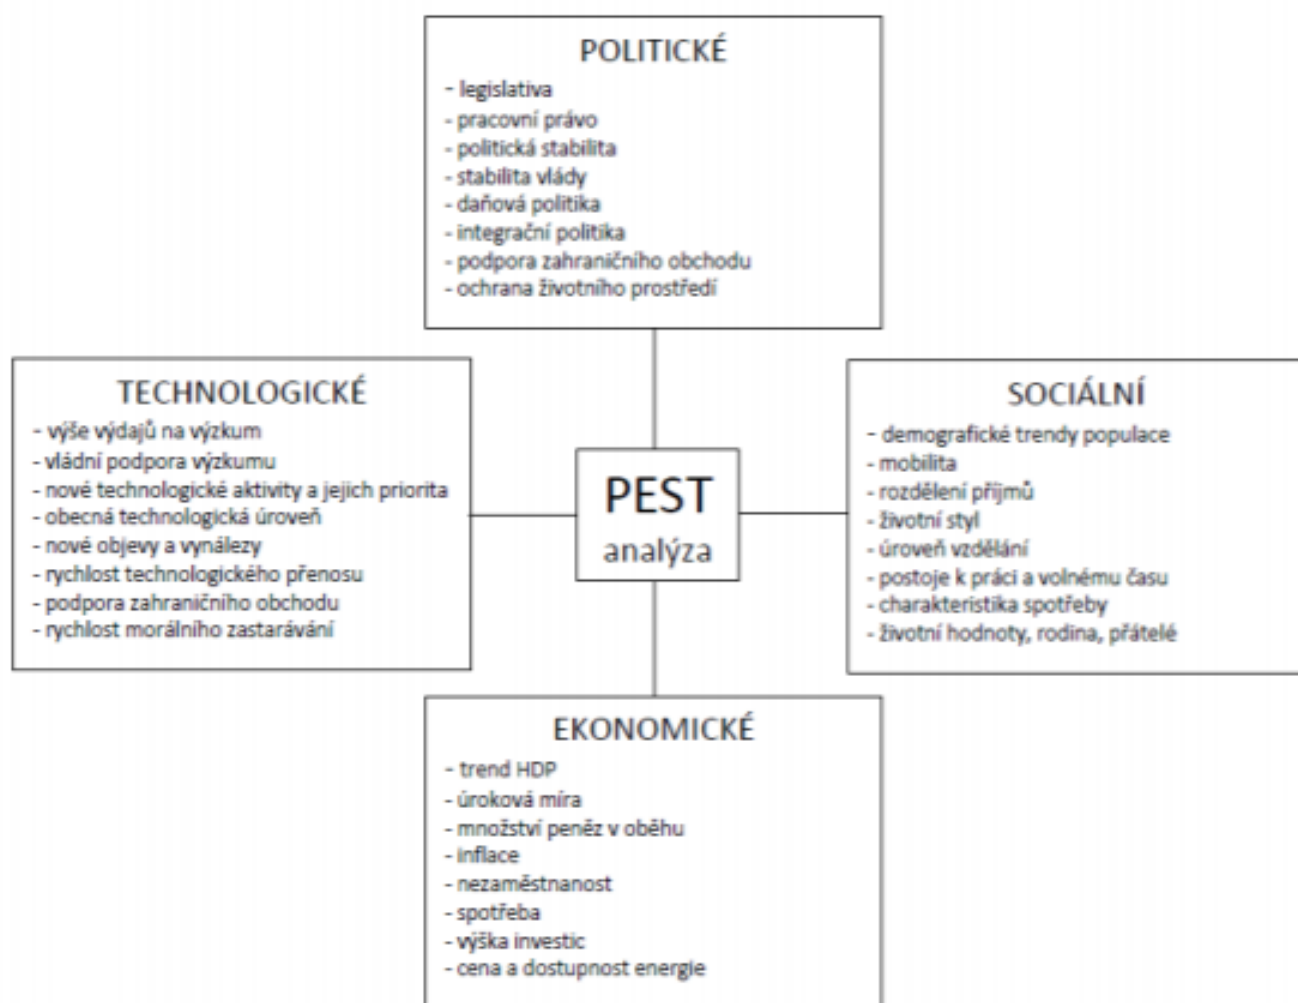 POLITICKÉ
- legislativa
- pracovní právo
- politická stabilita
- stabilita vlády
- daňová politika
- integrační politika
- podpora zahraničního obchodu
- ochrana životního prostředí
TECHNOLOGICKÉ
- výše výdajů na výzkum
- vládní podpora výzkumu
- nové technologické aktivity a jejich priorita
- obecná technologická úroveň
- nové objevy a vynálezy
- rychlost technologického přenosu
- podpora zahraničního obchodu
- rychlost morálního zastarávání
PEST
analýza
SOCIÁLNÍ
- demografické trendy populace
- mobilita
- rozdělení příjmů
- životní styl
- úroveň vzdělání
- postoje k práci a volnému času
- charakteristika spotřeby
- životní hodnoty, rodina, přátelé
EKONOMICKÉ
- trend HDP
- úroková míra
- množství peněz v oběhu
- inflace
- nezaměstnanost
- spotřeba
- výška investic
- cena a dostupnost energie